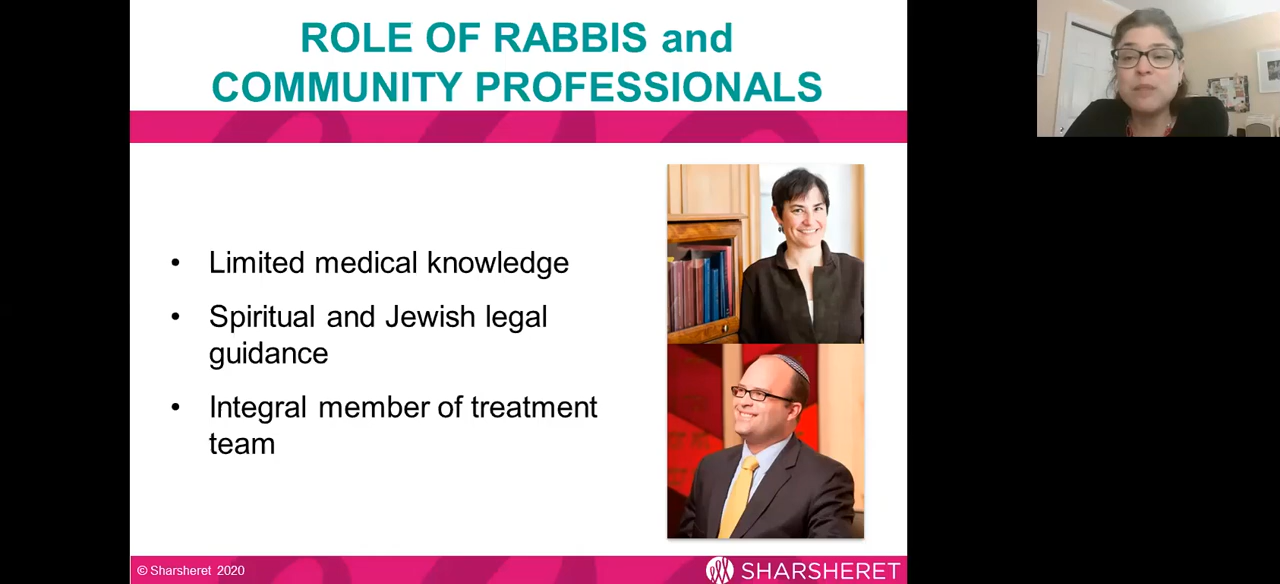 ROLE OF RABBIS and
COMMUNITY PROFESSIONALS
• Limited medical knowledge
• Spiritual and Jewish legal
guidance
• Integral member of treatment
team
© Sharsheret 2020
SHARSHERET